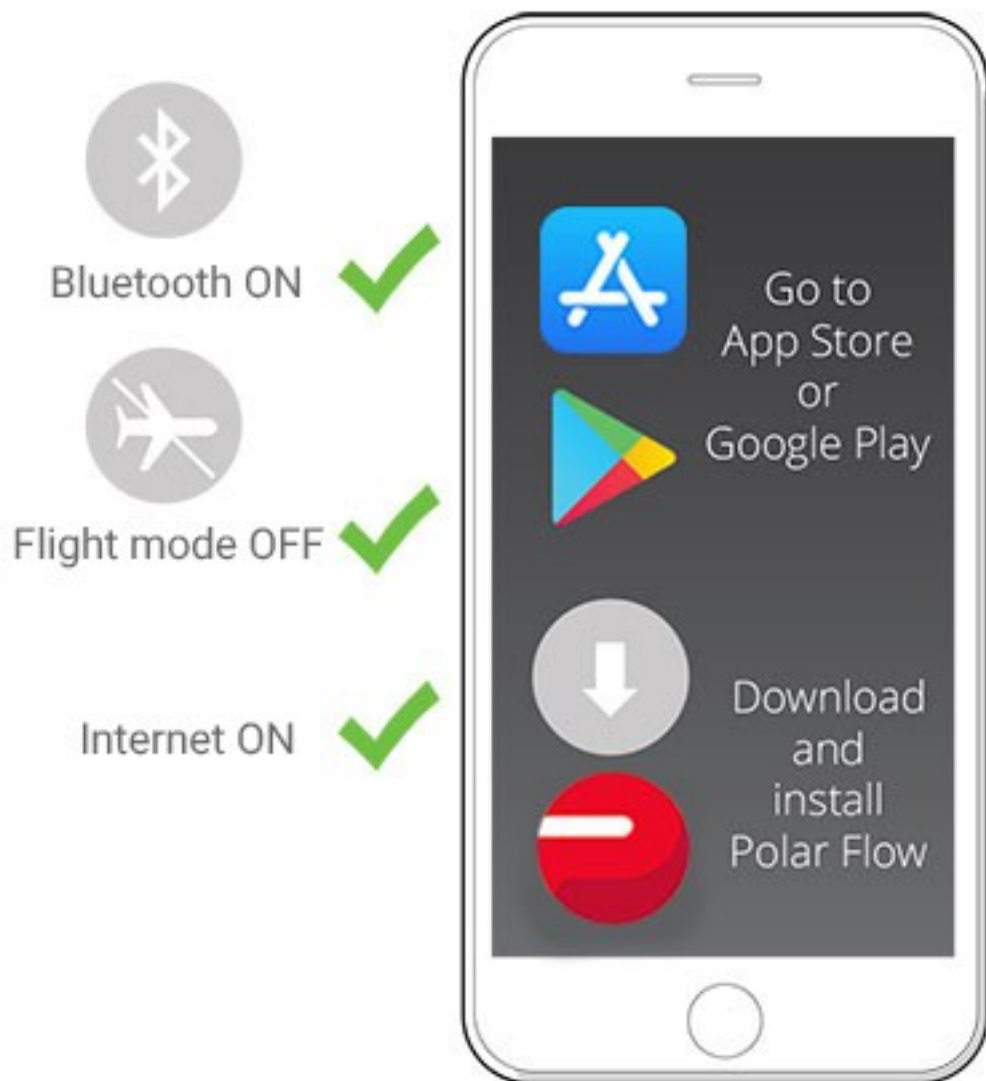 Bluetooth ON
Flight mode OFF
Internet ON
Go to
App Store
or
Google Play
Download
and
install
Polar Flow